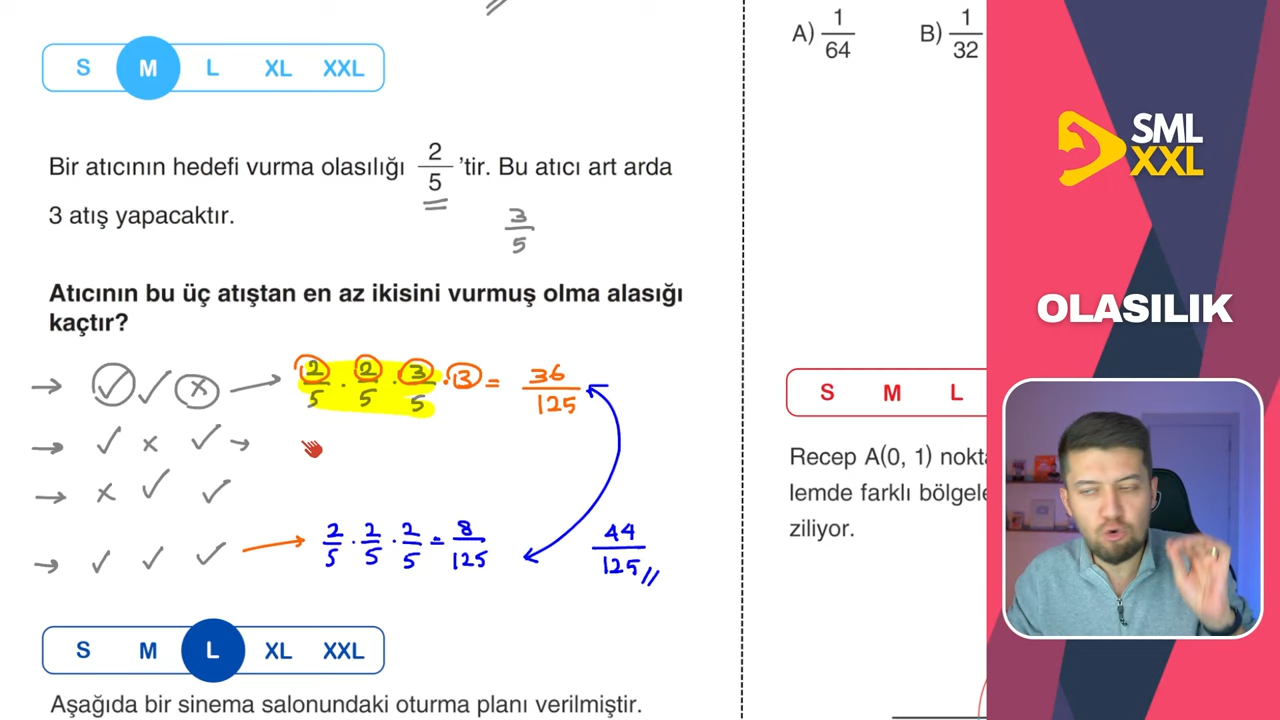 S M L XL XXL
Bir atıcının hedefi vurma olasılığı 2/5 'tir. Bu atıcı art arda
3 atış yapacaktır.
3/5
Atıcının bu üç atıştan en az ikisini vurmuş olma alasığı
kaçtır?
→ ✓ ✓ x → 2/5 · 2/5 · 3/5 · 3 = 36/125
→ ✓ x ✓ →
→ x ✓ ✓
→ ✓ ✓ ✓ → 2/5 · 2/5 · 2/5 = 8/125
44/125 //
S M L XL XXL
Aşağıda bir sinema salonundaki oturma planı verilmiştir.
A) 1/64 B) 1/32
S M L
Recep A(0, 1) nokta
lemde farklı bölgele
ziliyor.
SML
XXL
OLASILIK